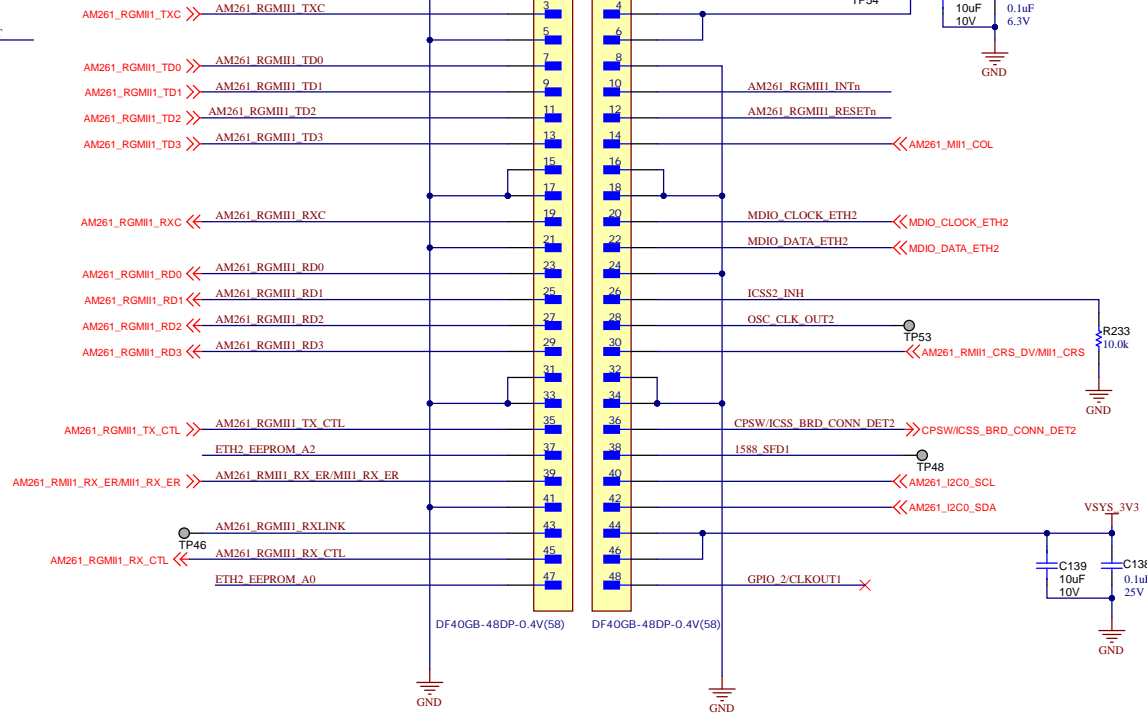 AM261_RGMII1_TXC AM261_RGMII1_TXC 3 4 10uF 0.1uF
10V 6.3V
5 6
GND
AM261_RGMII1_TD0 AM261_RGMII1_TD0 7 8
AM261_RGMII1_TD1 AM261_RGMII1_TD1 9 10 AM261_RGMII1_INTn
AM261_RGMII1_TD2 AM261_RGMII1_TD2 11 12 AM261_RGMII1_RESETn
AM261_RGMII1_TD3 AM261_RGMII1_TD3 13 14 AM261_MII1_COL
15 16
17 18
AM261_RGMII1_RXC AM261_RGMII1_RXC 19 20 MDIO_CLOCK_ETH2 MDIO_CLOCK_ETH2
21 22 MDIO_DATA_ETH2 MDIO_DATA_ETH2
AM261_RGMII1_RD0 AM261_RGMII1_RD0 23 24
AM261_RGMII1_RD1 AM261_RGMII1_RD1 25 26 ICSS2_INH
AM261_RGMII1_RD2 AM261_RGMII1_RD2 27 28 OSC_CLK_OUT2 TP53
R233
10.0k
AM261_RGMII1_RD3 AM261_RGMII1_RD3 29 30 AM261_RMII1_CRS_DV/MII1_CRS
31 32
33 34
GND
AM261_RGMII1_TX_CTL AM261_RGMII1_TX_CTL 35 36 CPSW/ICSS_BRD_CONN_DET2 CPSW/ICSS_BRD_CONN_DET2
ETH2_EEPROM_A2 37 38 1588_SFD1 TP48
AM261_RMII1_RX_ER/MII1_RX_ER AM261_RMII1_RX_ER/MII1_RX_ER 39 40 AM261_I2C0_SCL
41 42 AM261_I2C0_SDA
VSYS_3V3
TP46 AM261_RGMII1_RXLINK 43 44
AM261_RGMII1_RX_CTL AM261_RGMII1_RX_CTL 45 46
C139
10uF
10V
25V
ETH2_EEPROM_A0 47 48 GPIO_2/CLKOUT1
DF40GB-48DP-0.4V(58) DF40GB-48DP-0.4V(58)
GND
GND
GND